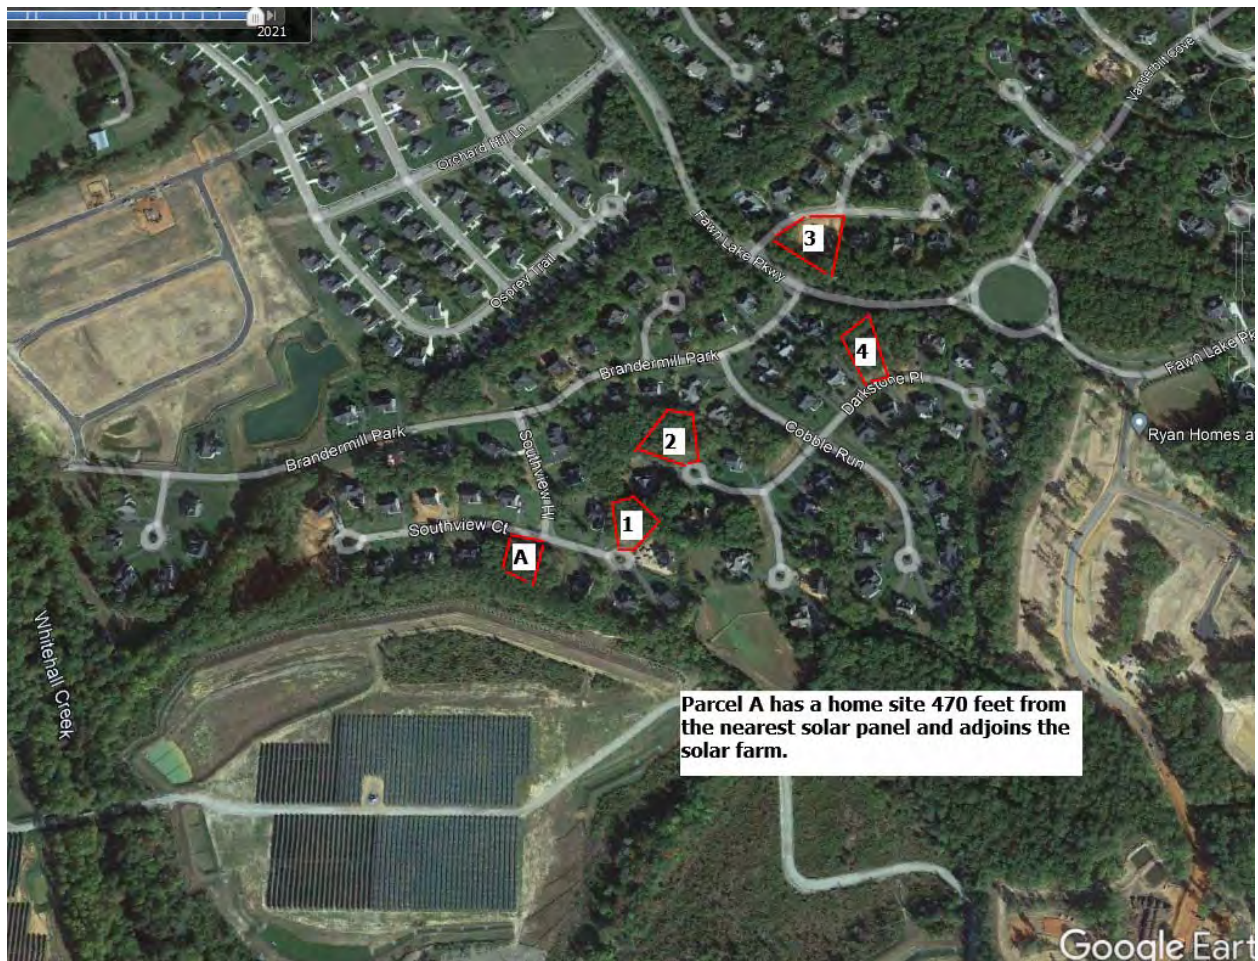 2021
Vanderbilt Cove
Orchard Hill Ln
Fawn Lake Pkwy
3
Osprey Trail
4
Fawn Lake Pk
Brandermill Park
Darkstone Pl
Ryan Homes a
2
Cobble Run
Brandermill Park
Southview Hl
1
Southview Ct
A
Whitehall Creek
Parcel A has a home site 470 feet from
the nearest solar panel and adjoins the
solar farm.
Google Eart